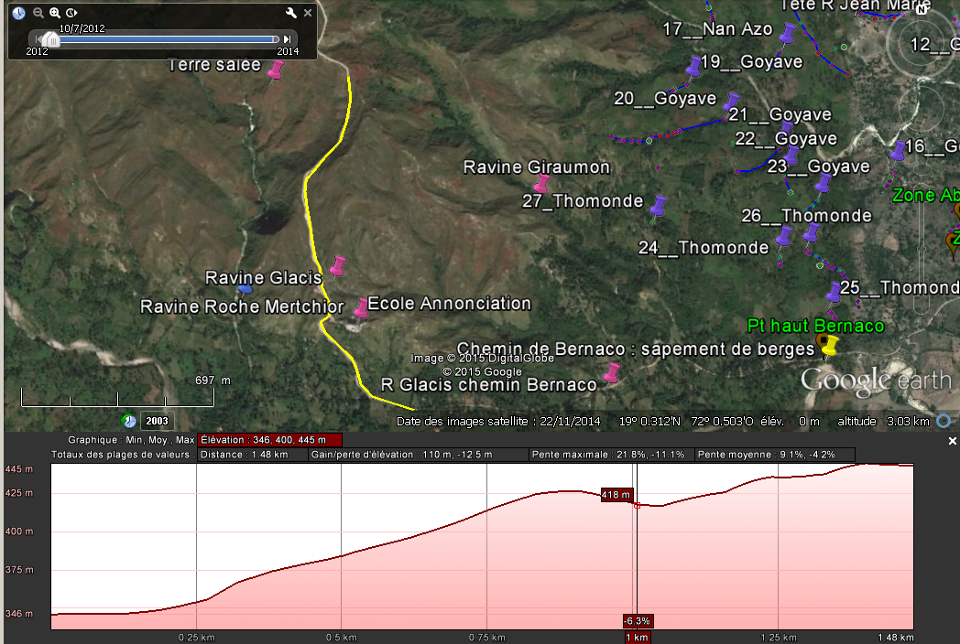 10/7/2012
2012
2014
Terre salée
Tete R Jean Marie
N
17__Nan Azo
12__G
19__Goyave
20__Goyave
21__Goyave
22__Goyave
16__G
23__Goyave
Ravine Giraumon
Zone Ab
27_Thomonde
26__Thomonde
24__Thomonde
Ravine Glacis
25__Thomond
Ravine Roche Mertchior
Ecole Annonciation
Pt haut Bernaco
Chemin de Bernaco : sapement de berges
Image © 2015 DigitalGlobe
© 2015 Google
R Glacis chemin Bernaco
Google earth
697 m
2003
Date des images satellite : 22/11/2014 19° 0.312'N 72° 0.503'O élév. 0 m altitude 3.03 km
Graphique : Min, Moy, Max Élévation : 346, 400, 445 m
Totaux des plages de valeurs : Distance : 1.48 km Gain/perte d'élévation : 110 m, -12.5 m Pente maximale : 21.8%, -11.1% Pente moyenne : 9.1%, -4.2%
445 m
425 m
418 m
400 m
375 m
346 m
-6.3%
0.25 km 0.5 km 0.75 km 1 km 1.25 km 1.48 km